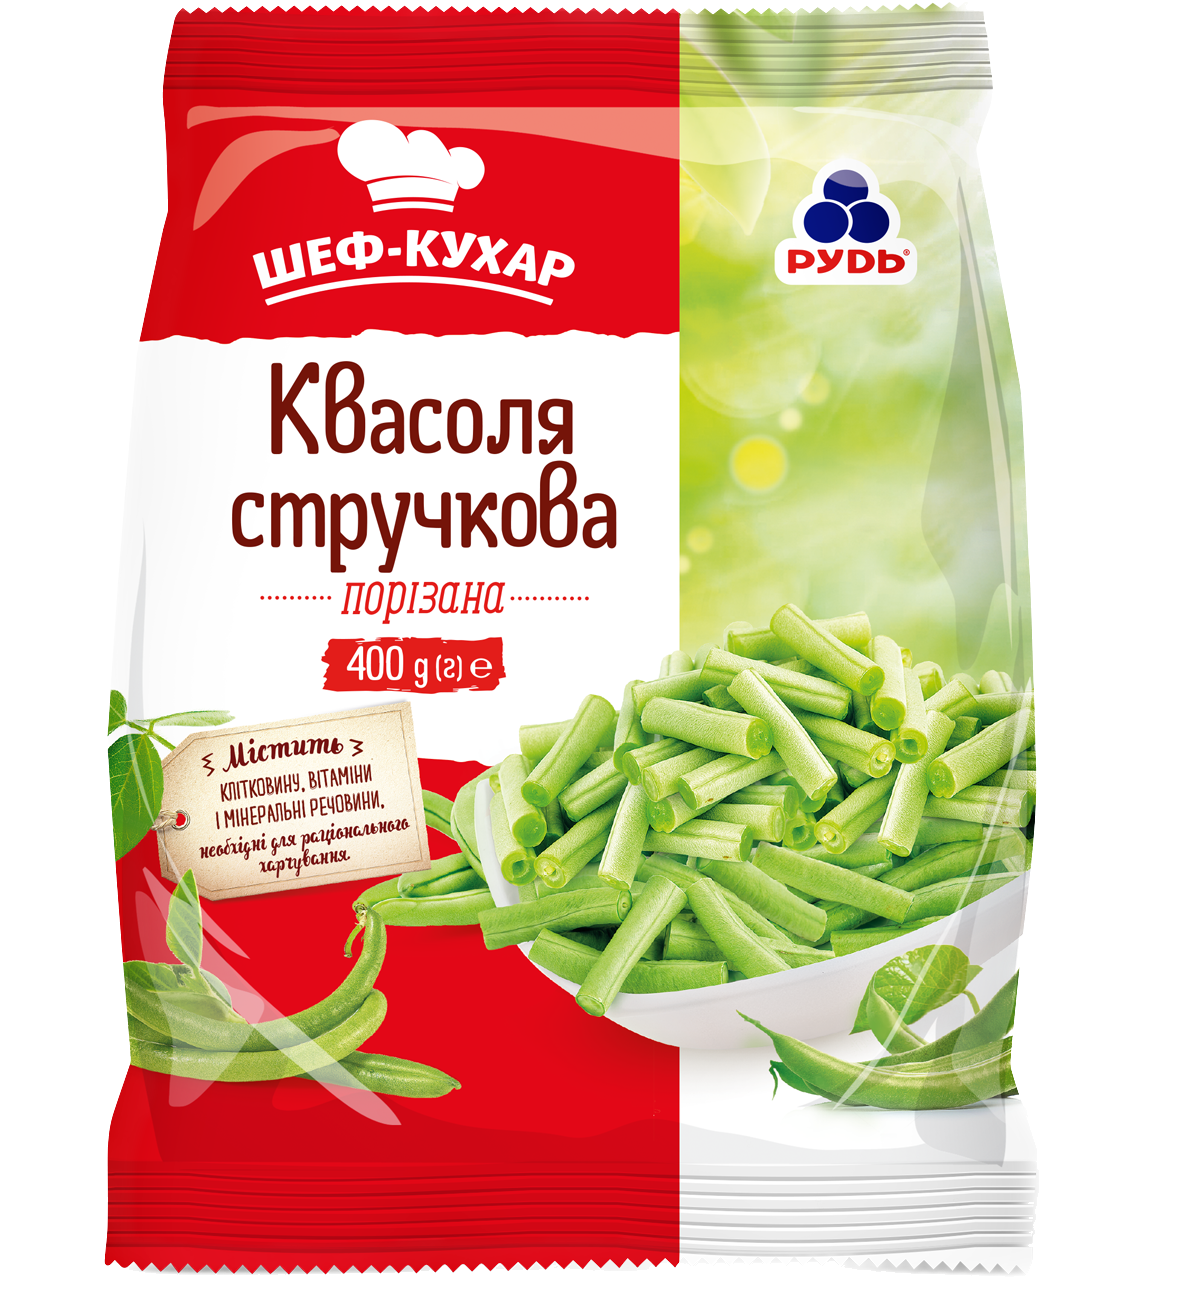 ШЕФ-КУХАР
РУДЬ®
Квасоля
стручкова
порізана
400 g (г) ℮
Містить
КЛІТКОВИНУ, ВІТАМІНИ
І МІНЕРАЛЬНІ РЕЧОВИНИ,
необхідні для раціонального
харчування.